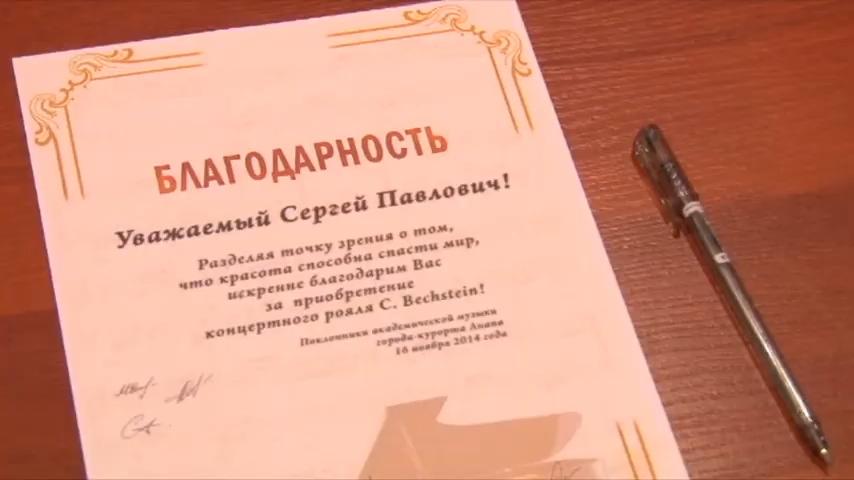 БЛАГОДАРНОСТЬ
Уважаемый Сергей Павлович!
Разделяя точку зрения о том,
что красота способна спасти мир,
искренне благодарим Вас
за приобретение
концертного рояля C. Bechstein!
Поклонники академической музыки
города-курорта Анапа
16 ноября 2014 года